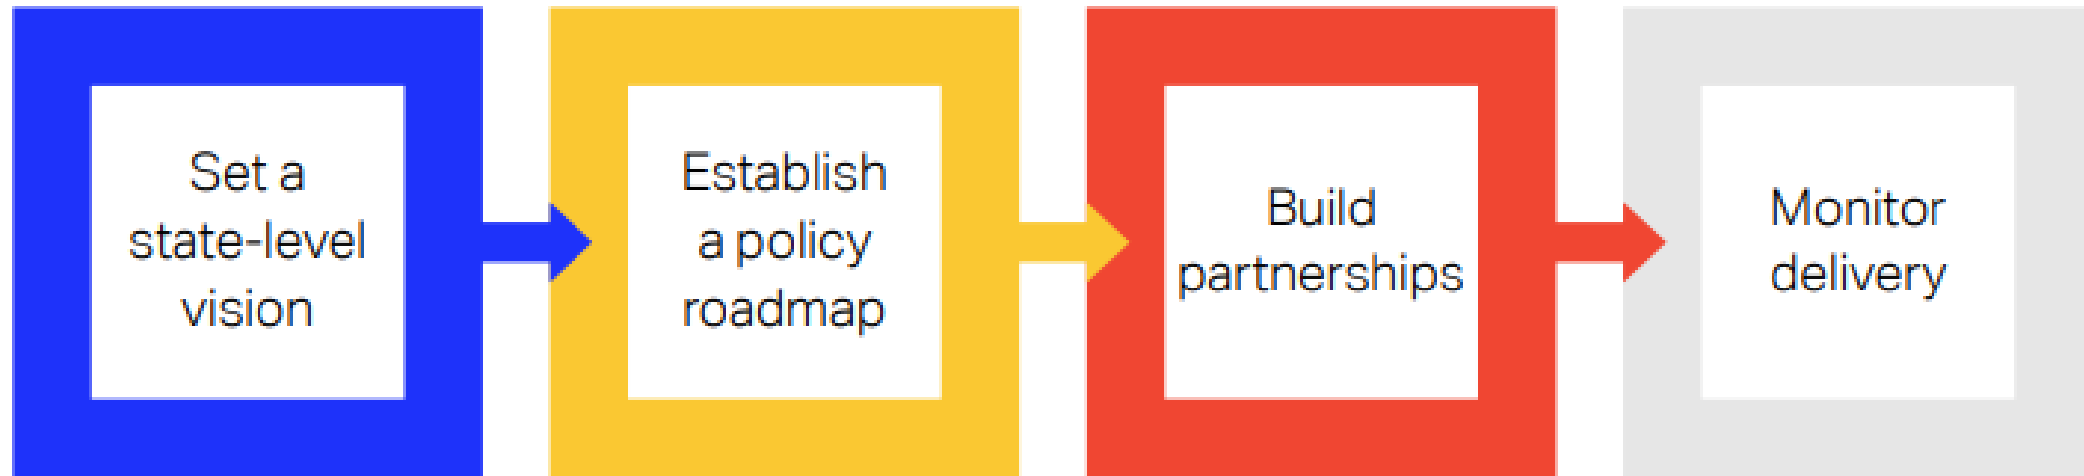 Set a
state-level
vision
Establish
a policy
roadmap
Build
partnerships
Monitor
delivery